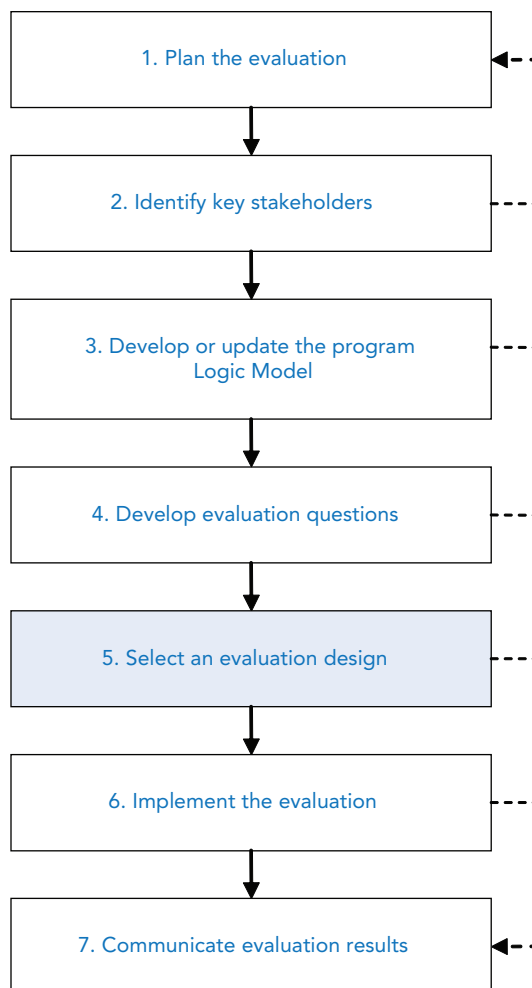 1. Plan the evaluation
2. Identify key stakeholders
3. Develop or update the program
Logic Model
4. Develop evaluation questions
5. Select an evaluation design
6. Implement the evaluation
7. Communicate evaluation results